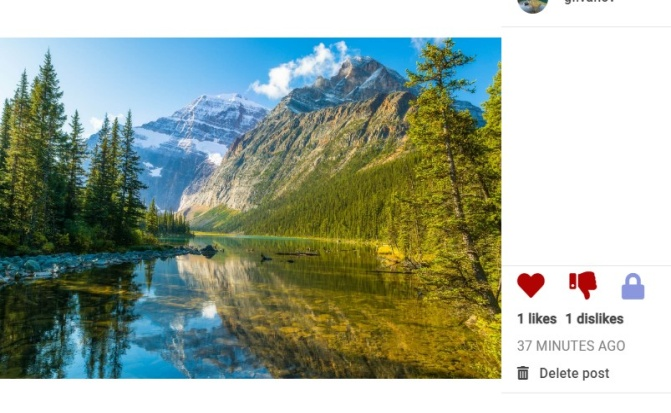 1 likes 1 dislikes
37 MINUTES AGO
Delete post